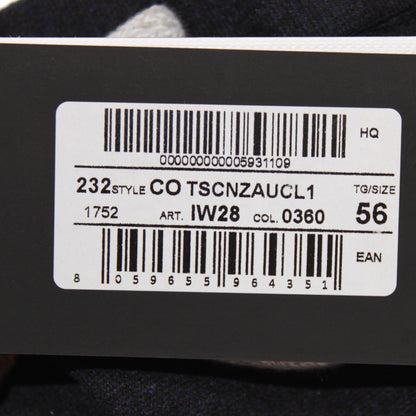 HQ
000000000005931109
232 STYLE CO TSCNZAUCL1 TG/SIZE
1752 ART. IW28 COL. 0360 56
EAN
8 059655 964351